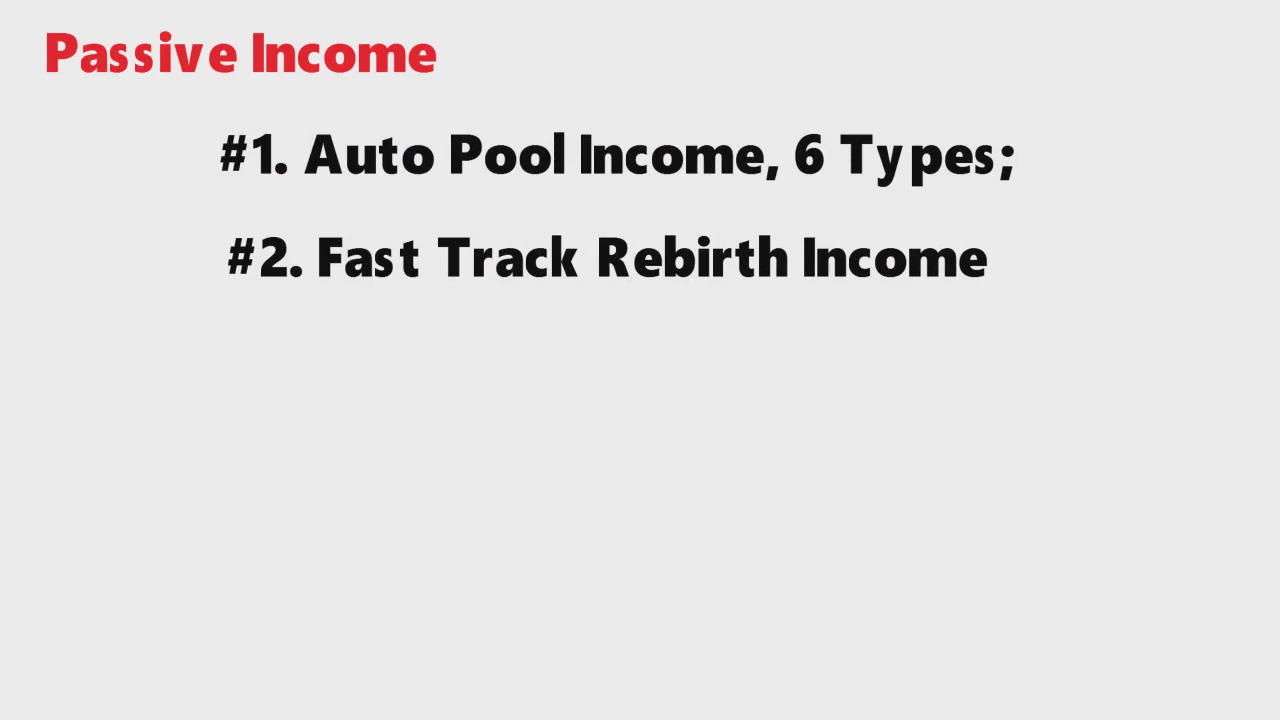 Passive Income
#1. Auto Pool Income, 6 Types;
#2. Fast Track Rebirth Income